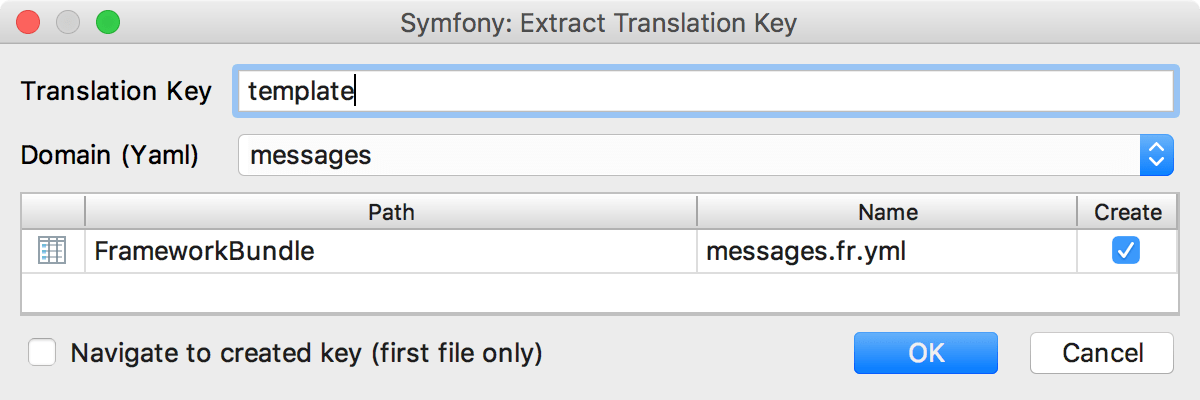 Symfony: Extract Translation Key
Translation Key template
Domain (Yaml) messages
Path Name Create
FrameworkBundle messages.fr.yml
Navigate to created key (first file only) OK Cancel